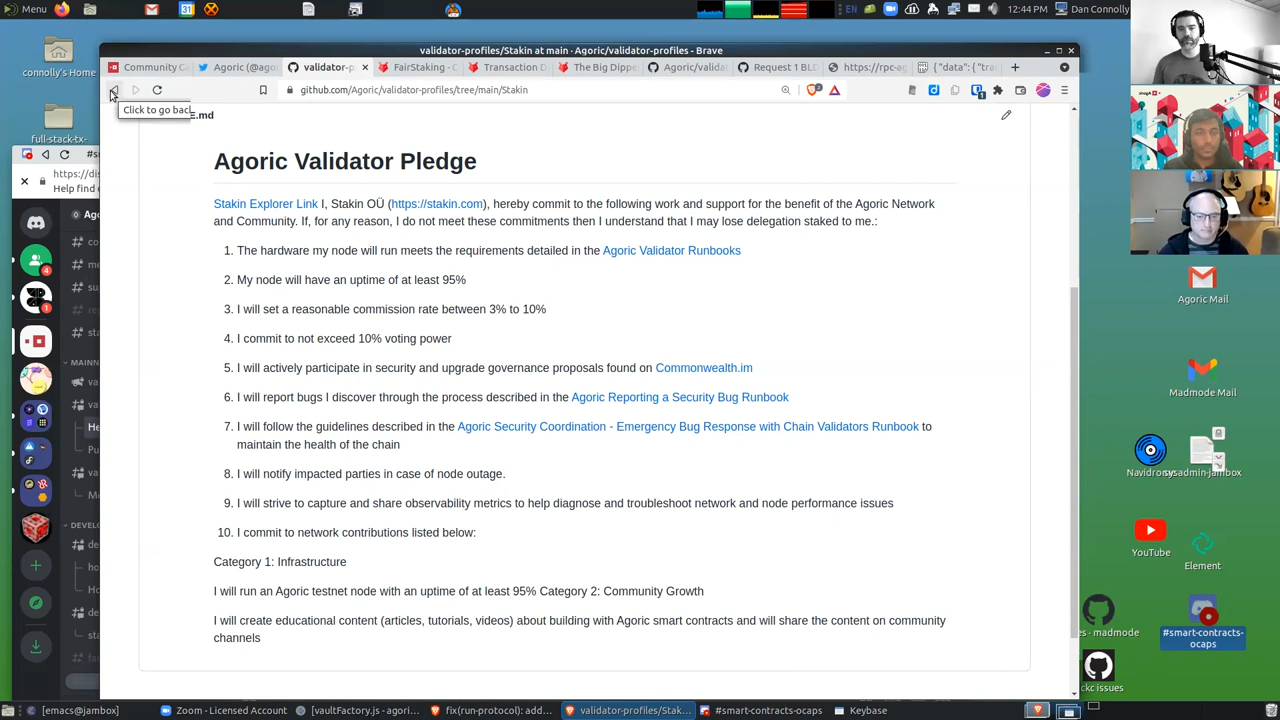 Menu
EN
12:44 PM
Dan Connolly
validator-profiles/Stakin at main · Agoric/validator-profiles - Brave
connolly's Home
full-stack-tx-
Community C
Agoric (@ago
validator-p
FairStaking - C
Transaction D
The Big Dippe
Agoric/valida
Request 1 BLD
https://rpc-ag
{ "data": { "tra
github.com/Agoric/validator-profiles/tree/main/Stakin
Click to go back
E.md
https://dis
Help find c
Agoric Validator Pledge
Stakin Explorer Link I, Stakin OÜ (https://stakin.com), hereby commit to the following work and support for the benefit of the Agoric Network
and Community. If, for any reason, I do not meet these commitments then I understand that I may lose delegation staked to me.:
1. The hardware my node will run meets the requirements detailed in the Agoric Validator Runbooks
2. My node will have an uptime of at least 95%
3. I will set a reasonable commission rate between 3% to 10%
4. I commit to not exceed 10% voting power
5. I will actively participate in security and upgrade governance proposals found on Commonwealth.im
6. I will report bugs I discover through the process described in the Agoric Reporting a Security Bug Runbook
7. I will follow the guidelines described in the Agoric Security Coordination - Emergency Bug Response with Chain Validators Runbook to
maintain the health of the chain
8. I will notify impacted parties in case of node outage.
9. I will strive to capture and share observability metrics to help diagnose and troubleshoot network and node performance issues
10. I commit to network contributions listed below:
Category 1: Infrastructure
I will run an Agoric testnet node with an uptime of at least 95% Category 2: Community Growth
I will create educational content (articles, tutorials, videos) about building with Agoric smart contracts and will share the content on community
channels
Agoric Mail
Madmode Mail
Navidrom
sysadmin-jambox
YouTube
Element
es - madmode
#smart-contracts-
ocaps
ckc issues
[emacs@jambox]
Zoom - Licensed Account
[vaultFactory.js - agori...
fix(run-protocol): add...
validator-profiles/Stak...
#smart-contracts-ocaps
Keybase